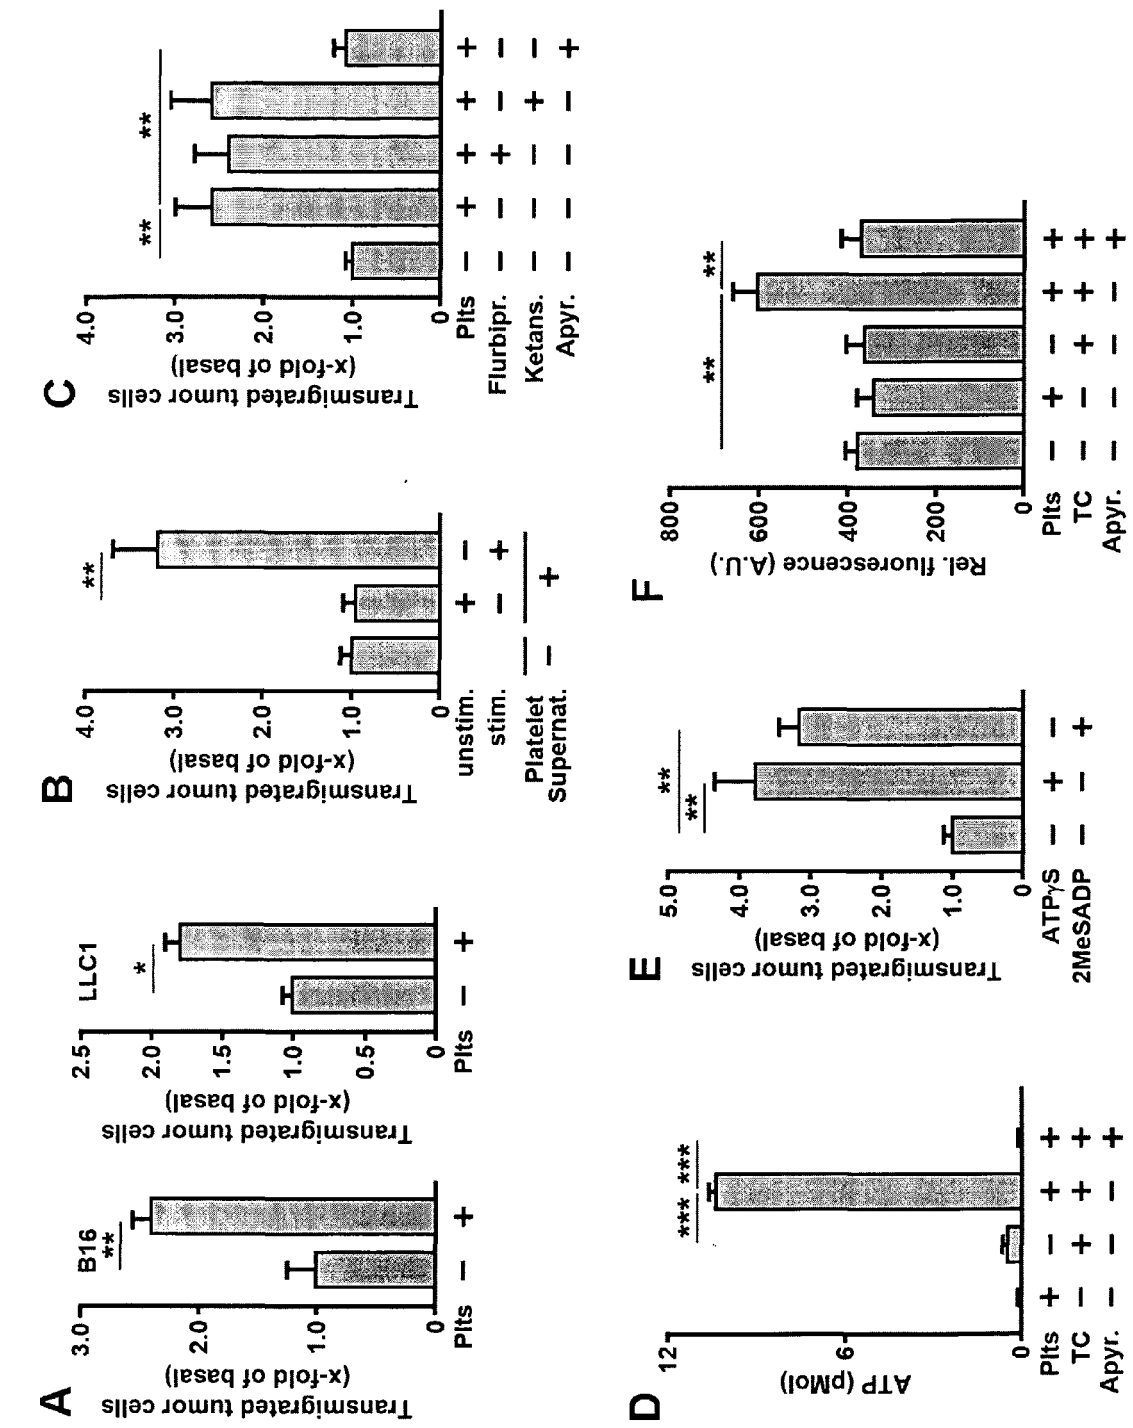 A
Transmigrated tumor cells
(x-fold of basal)
3.0
2.0
1.0
0
B16
**
Plts − +
Transmigrated tumor cells
(x-fold of basal)
2.5
2.0
1.5
1.0
0.5
0
LLC1
*
Plts − +
B
Transmigrated tumor cells
(x-fold of basal)
4.0
3.0
2.0
1.0
0
**
unstim. + −
stim. − +
Platelet
Supernat. − +
C
Transmigrated tumor cells
(x-fold of basal)
4.0
3.0
2.0
1.0
0
** **
Plts − + + + +
Flurbipr. − − + − −
Ketans. − − − + −
Apyr. − − − − +
D
ATP (pMol)
12
6
0
*** ***
Plts + − + +
TC − + + +
Apyr. − − − +
E
Transmigrated tumor cells
(x-fold of basal)
5.0
4.0
3.0
2.0
1.0
0
**
**
ATPγS − + −
2MeSADP − − +
F
Rel. fluorescence (A.U.)
800
600
400
200
0
** **
Plts − + − + +
TC − − + + +
Apyr. − − − − +